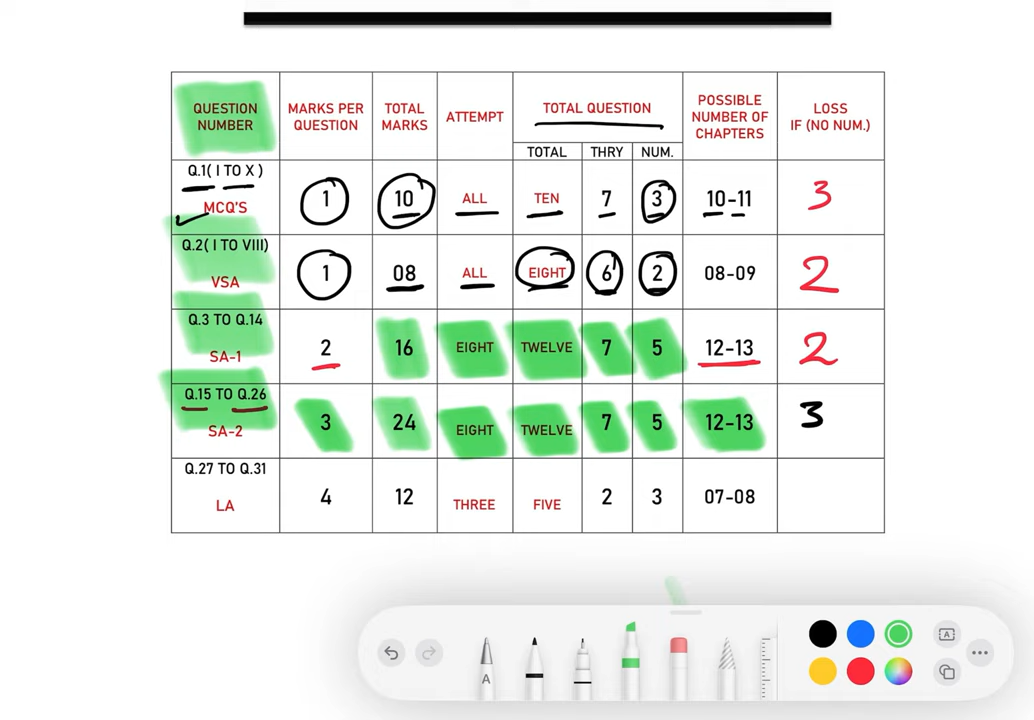 QUESTION NUMBER MARKS PER QUESTION TOTAL MARKS ATTEMPT TOTAL QUESTION POSSIBLE NUMBER OF CHAPTERS LOSS IF (NO NUM.)
TOTAL THRY NUM.
Q.1( I TO X )
MCQ'S 1 10 ALL TEN 7 3 10-11 3
Q.2( I TO VIII)
VSA 1 08 ALL EIGHT 6 2 08-09 2
Q.3 TO Q.14
SA-1 2 16 EIGHT TWELVE 7 5 12-13 2
Q.15 TO Q.26
SA-2 3 24 EIGHT TWELVE 7 5 12-13 3
Q.27 TO Q.31
LA 4 12 THREE FIVE 2 3 07-08
A A